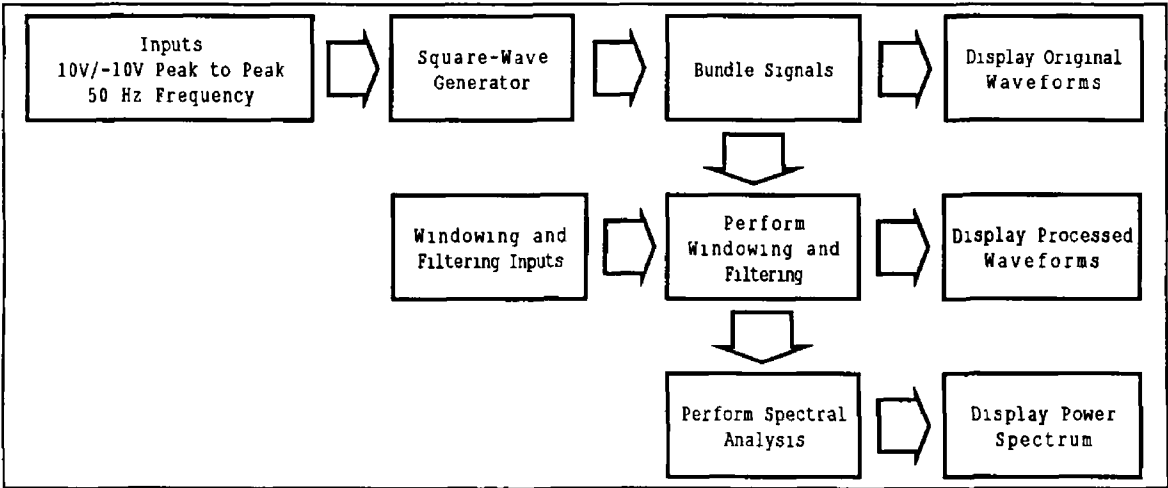 Inputs
10V/-10V Peak to Peak
50 Hz Frequency
Square-Wave
Generator
Bundle Signals
Display Original
Waveforms
Windowing and
Filtering Inputs
Perform
Windowing and
Filtering
Display Processed
Waveforms
Perform Spectral
Analysis
Display Power
Spectrum